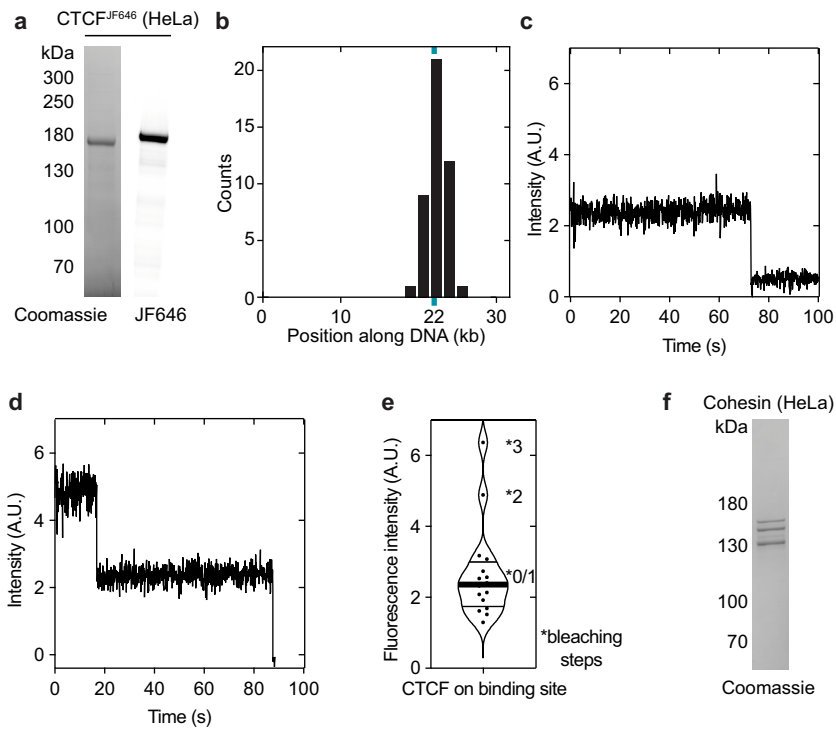 a
CTCF^JF646 (HeLa)
kDa
300
250
180
130
100
70
Coomassie JF646
b
Counts
20
15
10
5
0
0 10 22 30
Position along DNA (kb)
c
Intensity (A.U.)
6
4
2
0
0 20 40 60 80 100
Time (s)
d
Intensity (A.U.)
6
4
2
0
0 20 40 60 80 100
Time (s)
e
Fluorescence intensity (A.U.)
6
4
2
0
*3
*2
*0/1
*bleaching
steps
CTCF on binding site
f
Cohesin (HeLa)
kDa
180
130
100
70
Coomassie